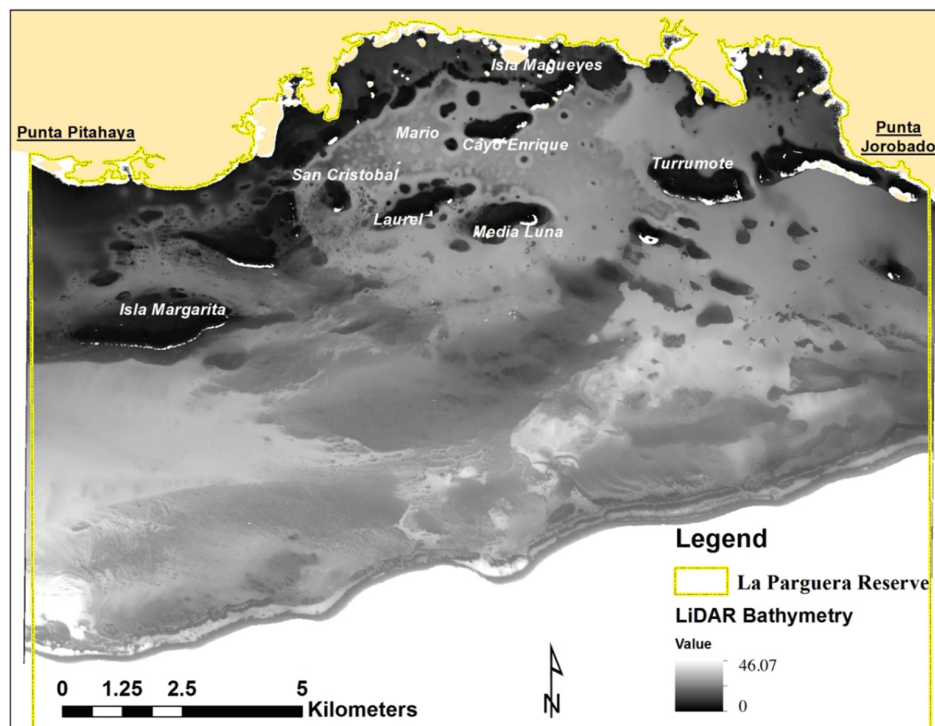 Isla Magueyes
Punta Pitahaya
Mario
Cayo Enrique
Punta
Jorobado
Turrumote
San Cristobal
Laurel
Media Luna
Isla Margarita
Legend
La Parguera Reserve
LiDAR Bathymetry
Value
46.07
0
0 1.25 2.5 5
Kilometers
N